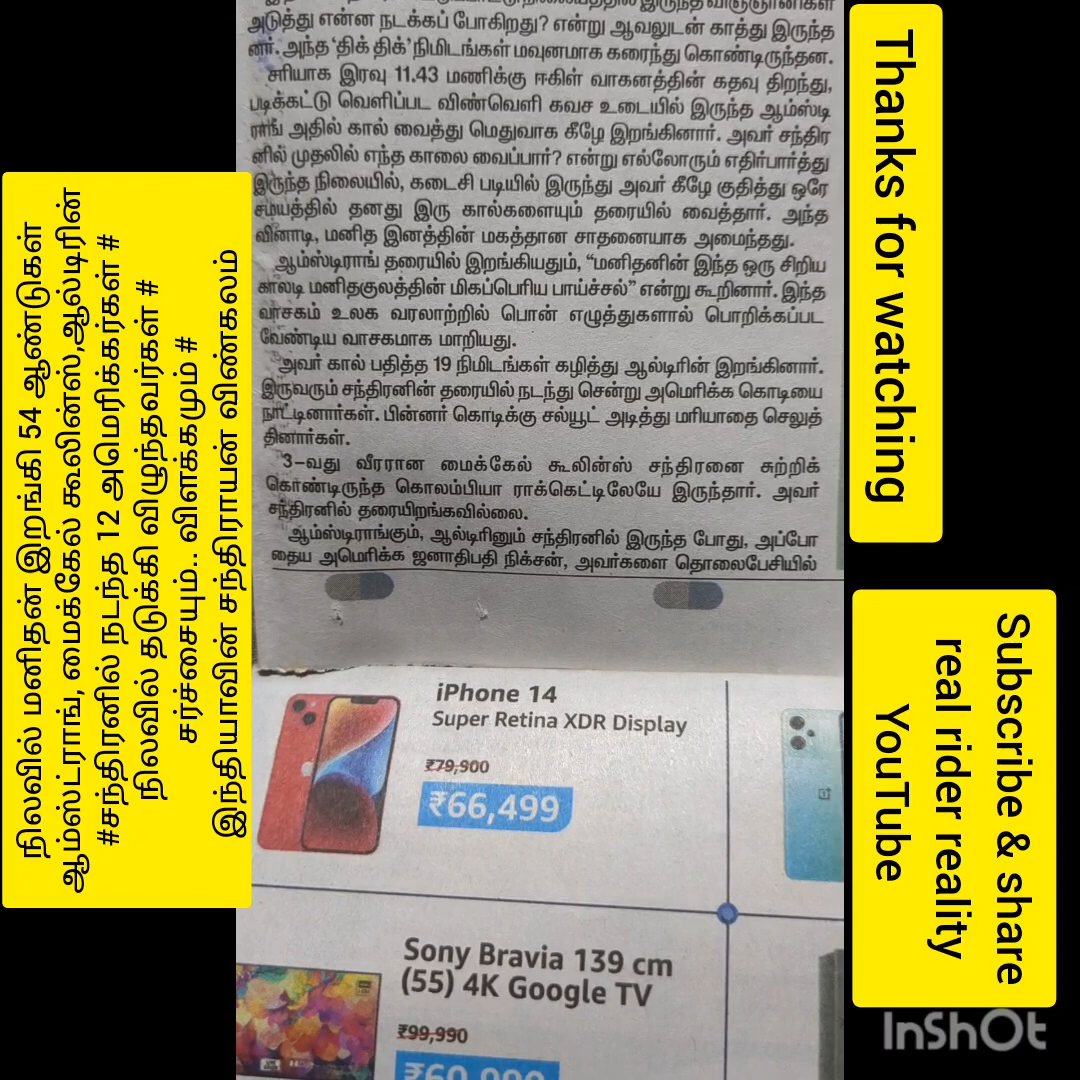 அடுத்து என்ன நடக்கப் போகிறது? என்று ஆவலுடன் காத்து இருந்த
னர். அந்த 'திக் திக்' நிமிடங்கள் மவுனமாக கரைந்து கொண்டிருந்தன.
சரியாக இரவு 11.43 மணிக்கு ஈகிள் வாகனத்தின் கதவு திறந்து,
படிக்கட்டு வெளிப்பட விண்வெளி கவச உடையில் இருந்த ஆம்ஸ்டி
ராங் அதில் கால் வைத்து மெதுவாக கீழே இறங்கினார். அவர் சந்திர
னில் முதலில் எந்த காலை வைப்பார்? என்று எல்லோரும் எதிர்பார்த்து
இருந்த நிலையில், கடைசி படியில் இருந்து அவர் கீழே குதித்து ஒரே
சமயத்தில் தனது இரு கால்களையும் தரையில் வைத்தார். அந்த
வினாடி, மனித இனத்தின் மகத்தான சாதனையாக அமைந்தது.
ஆம்ஸ்டிராங் தரையில் இறங்கியதும், "மனிதனின் இந்த ஒரு சிறிய
காலடி மனிதகுலத்தின் மிகப்பெரிய பாய்ச்சல்" என்று கூறினார். இந்த
வாசகம் உலக வரலாற்றில் பொன் எழுத்துகளால் பொறிக்கப்பட
வேண்டிய வாசகமாக மாறியது.
அவர் கால் பதித்த 19 நிமிடங்கள் கழித்து ஆல்டிரின் இறங்கினார்.
இருவரும் சந்திரனின் தரையில் நடந்து சென்று அமெரிக்க கொடியை
நாட்டினார்கள். பின்னர் கொடிக்கு சல்யூட் அடித்து மரியாதை செலுத்
தினார்கள்.
3-வது வீரரான மைக்கேல் கூலின்ஸ் சந்திரனை சுற்றிக்
கொண்டிருந்த கொலம்பியா ராக்கெட்டிலேயே இருந்தார். அவர்
சந்திரனில் தரையிறங்கவில்லை.
ஆம்ஸ்டிராங்கும், ஆல்டிரினும் சந்திரனில் இருந்த போது, அப்போ
தைய அமெரிக்க ஜனாதிபதி நிக்சன், அவர்களை தொலைபேசியில்
iPhone 14
Super Retina XDR Display
₹79,900
₹66,499
Sony Bravia 139 cm
(55) 4K Google TV
₹99,990
நிலவில் மனிதன் இறங்கி 54 ஆண்டுகள்
ஆம்ஸ்ட்ராங், மைக்கேல் கூலின்ஸ்,ஆல்டிரின்
#சந்திரனில் நடந்த 12 அமெரிக்கர்கள் #
நிலவில் தடுக்கி விழுந்தவர்கள் #
சர்ச்சையும்.. விளக்கமும் #
இந்தியாவின் சந்திராயன் விண்கலம்
Thanks for watching
Subscribe & share
real rider reality
YouTube
InShOt